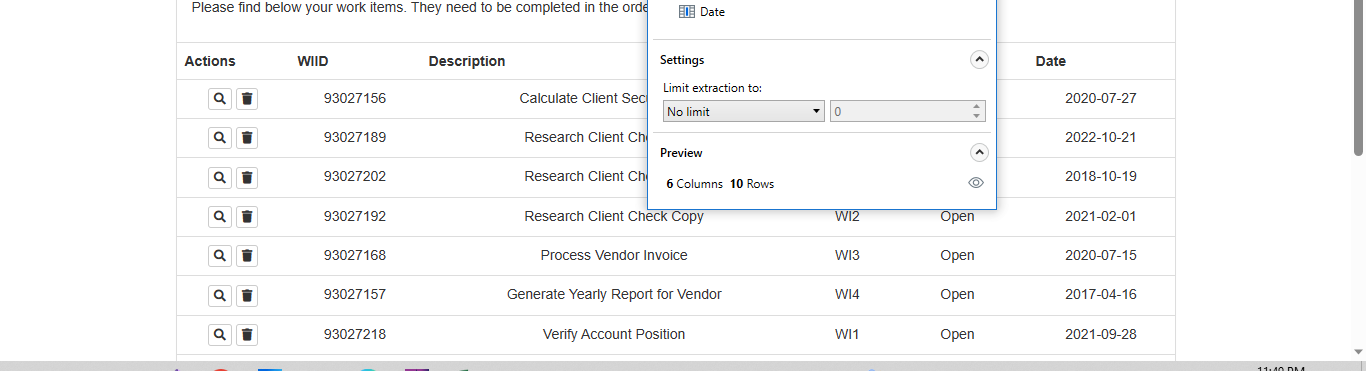 Please find below your work items. They need to be completed in the orde
Date
Settings
Limit extraction to:
No limit 0
Preview
6 Columns 10 Rows
Actions WIID Description Date
93027156 Calculate Client Sec 2020-07-27
93027189 Research Client Ch 2022-10-21
93027202 Research Client Ch 2018-10-19
93027192 Research Client Check Copy WI2 Open 2021-02-01
93027168 Process Vendor Invoice WI3 Open 2020-07-15
93027157 Generate Yearly Report for Vendor WI4 Open 2017-04-16
93027218 Verify Account Position WI1 Open 2021-09-28